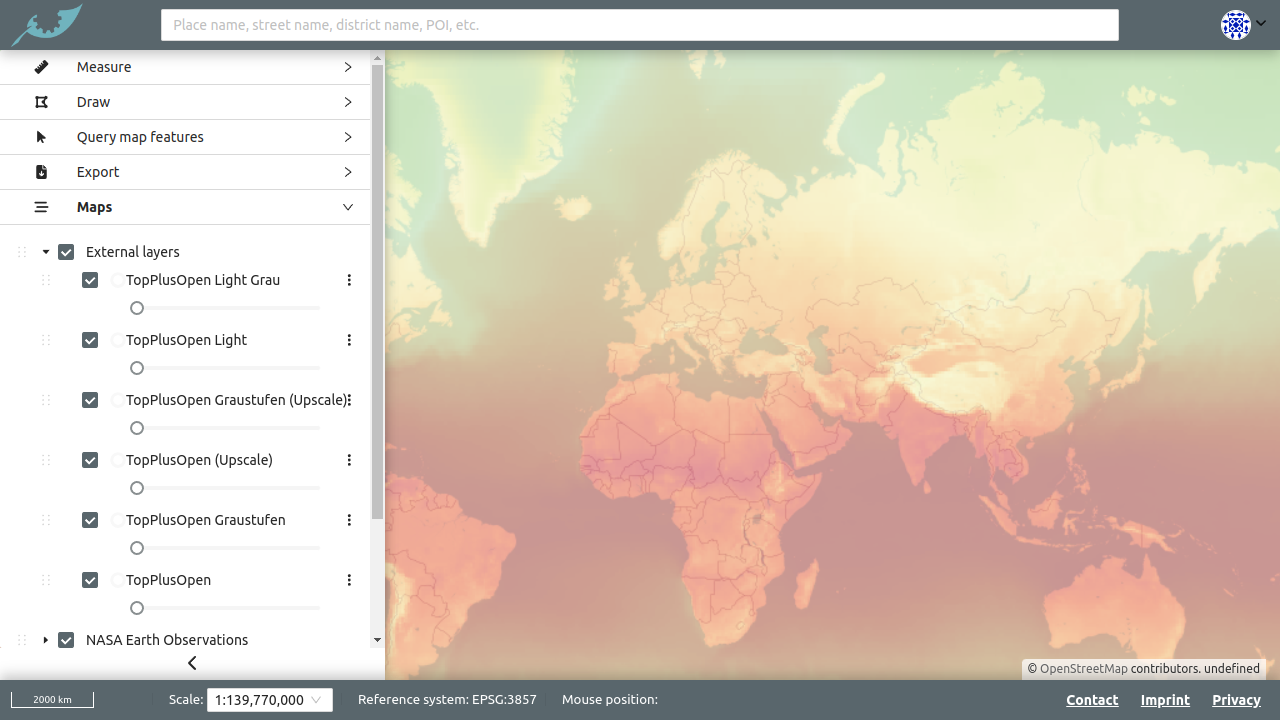 Place name, street name, district name, POI, etc.
Measure
Draw
Query map features
Export
Maps
External layers
TopPlusOpen Light Grau
TopPlusOpen Light
TopPlusOpen Graustufen (Upscale)
TopPlusOpen (Upscale)
TopPlusOpen Graustufen
TopPlusOpen
NASA Earth Observations
© OpenStreetMap contributors. undefined
2000 km
Scale: 1:139,770,000
Reference system: EPSG:3857
Mouse position:
Contact Imprint Privacy